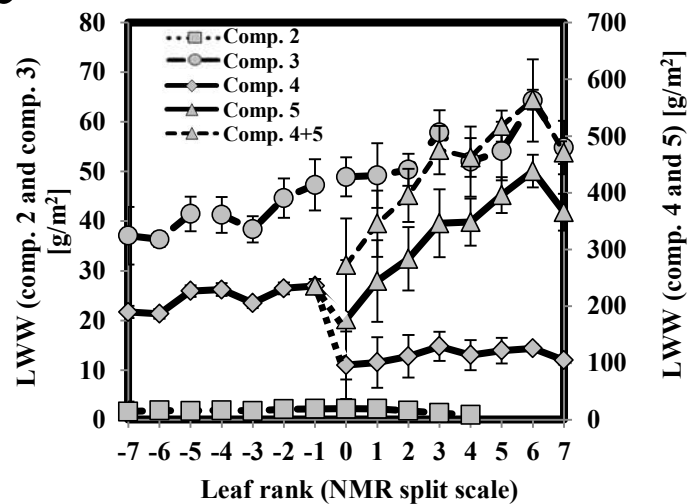 LWW (comp. 2 and comp. 3)
[g/m²]
80
70
60
50
40
30
20
10
0
Comp. 2
Comp. 3
Comp. 4
Comp. 5
Comp. 4+5
700
600
500
400
300
200
100
0
LWW (comp. 4 and 5) [g/m²]
-7 -6 -5 -4 -3 -2 -1 0 1 2 3 4 5 6 7
Leaf rank (NMR split scale)